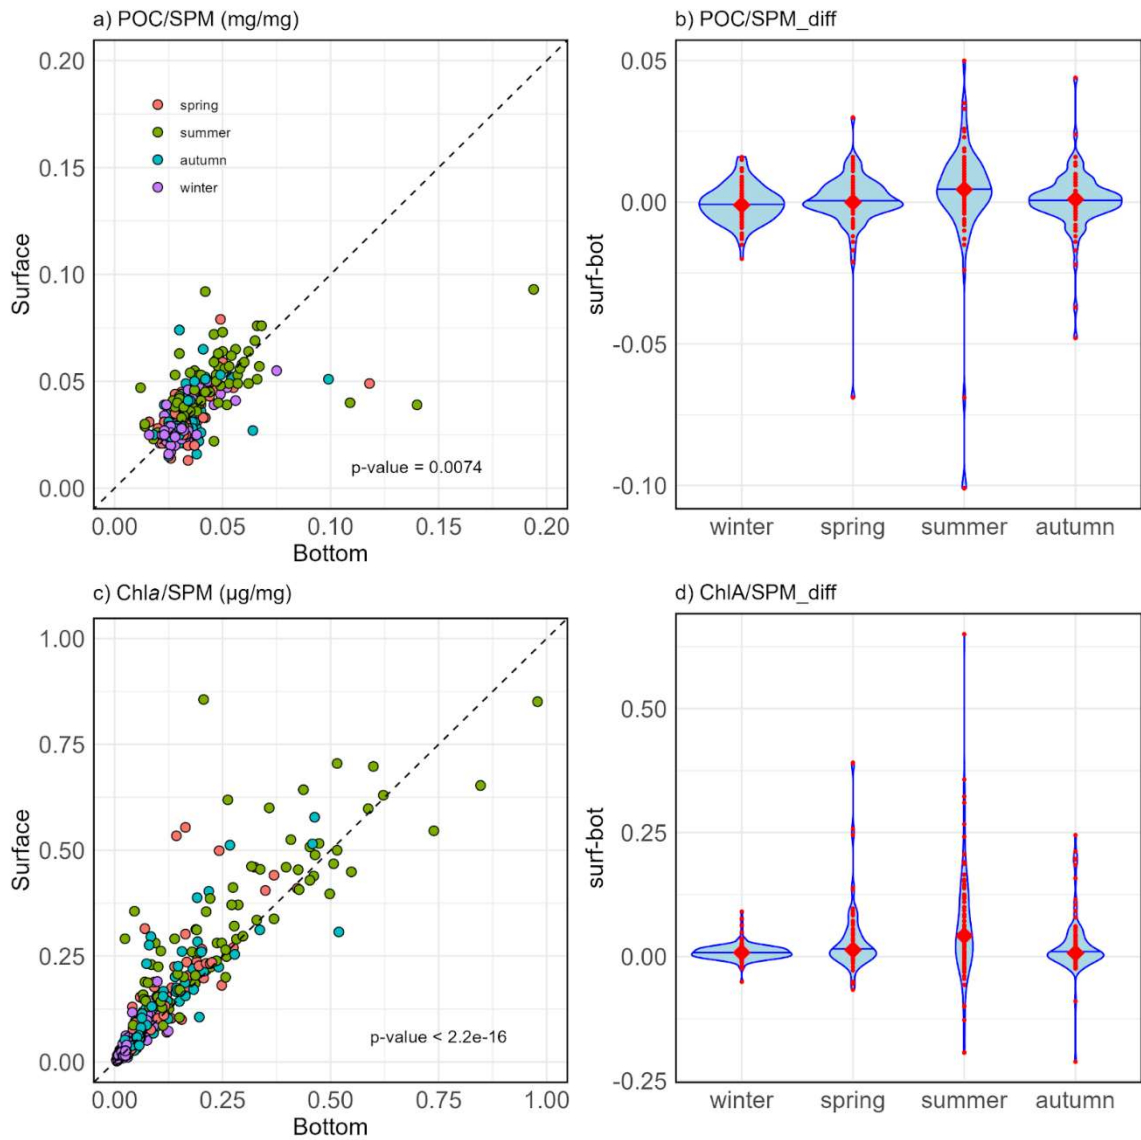 a) POC/SPM (mg/mg)
0.20
0.15
0.10
0.05
0.00
Surface
spring
summer
autumn
winter
p-value = 0.0074
0.00 0.05 0.10 0.15 0.20
Bottom
b) POC/SPM_diff
0.05
0.00
-0.05
-0.10
surf-bot
winter spring summer autumn
c) Chla/SPM (µg/mg)
1.00
0.75
0.50
0.25
0.00
Surface
p-value < 2.2e-16
0.00 0.25 0.50 0.75 1.00
Bottom
d) ChlA/SPM_diff
0.50
0.25
0.00
-0.25
surf-bot
winter spring summer autumn